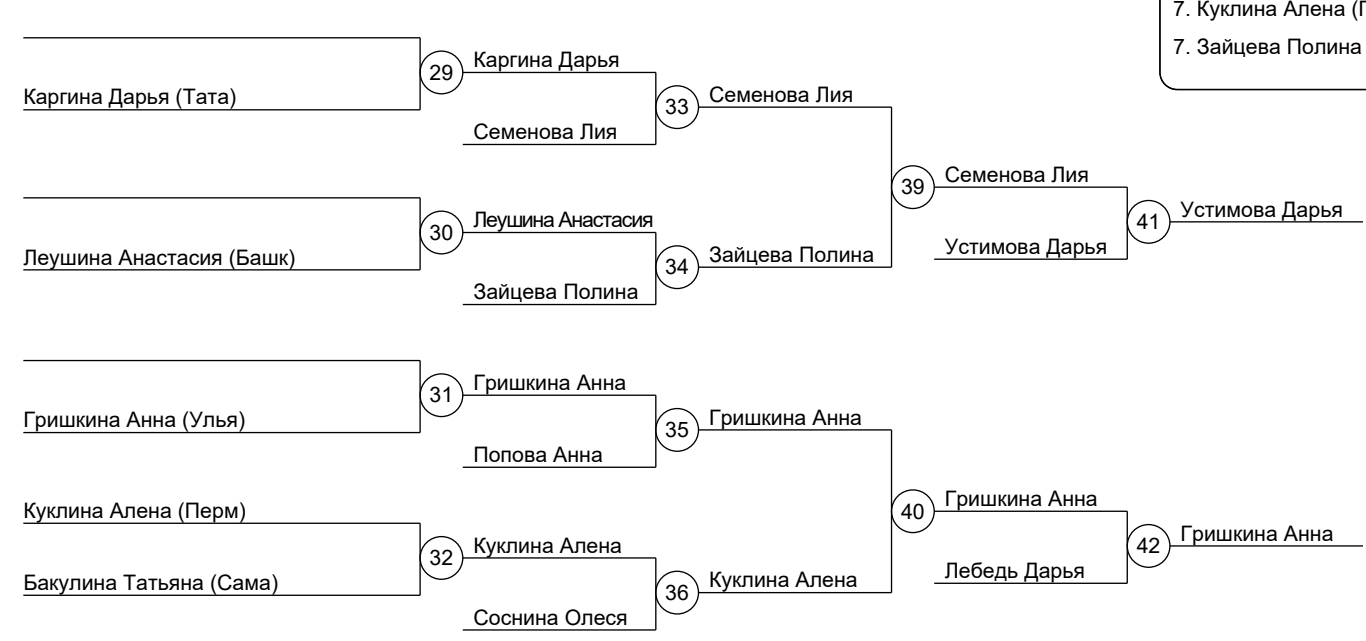 7. Куклина Алена (П
7. Зайцева Полина
29
Каргина Дарья
Каргина Дарья (Тата)
33
Семенова Лия
Семенова Лия
39
Семенова Лия
30
Леушина Анастасия
41
Устимова Дарья
Леушина Анастасия (Башк)
34
Зайцева Полина
Устимова Дарья
Зайцева Полина
31
Гришкина Анна
Гришкина Анна (Улья)
35
Гришкина Анна
Попова Анна
Куклина Алена (Перм)
40
Гришкина Анна
32
Куклина Алена
42
Гришкина Анна
Бакулина Татьяна (Сама)
36
Куклина Алена
Лебедь Дарья
Соснина Олеся